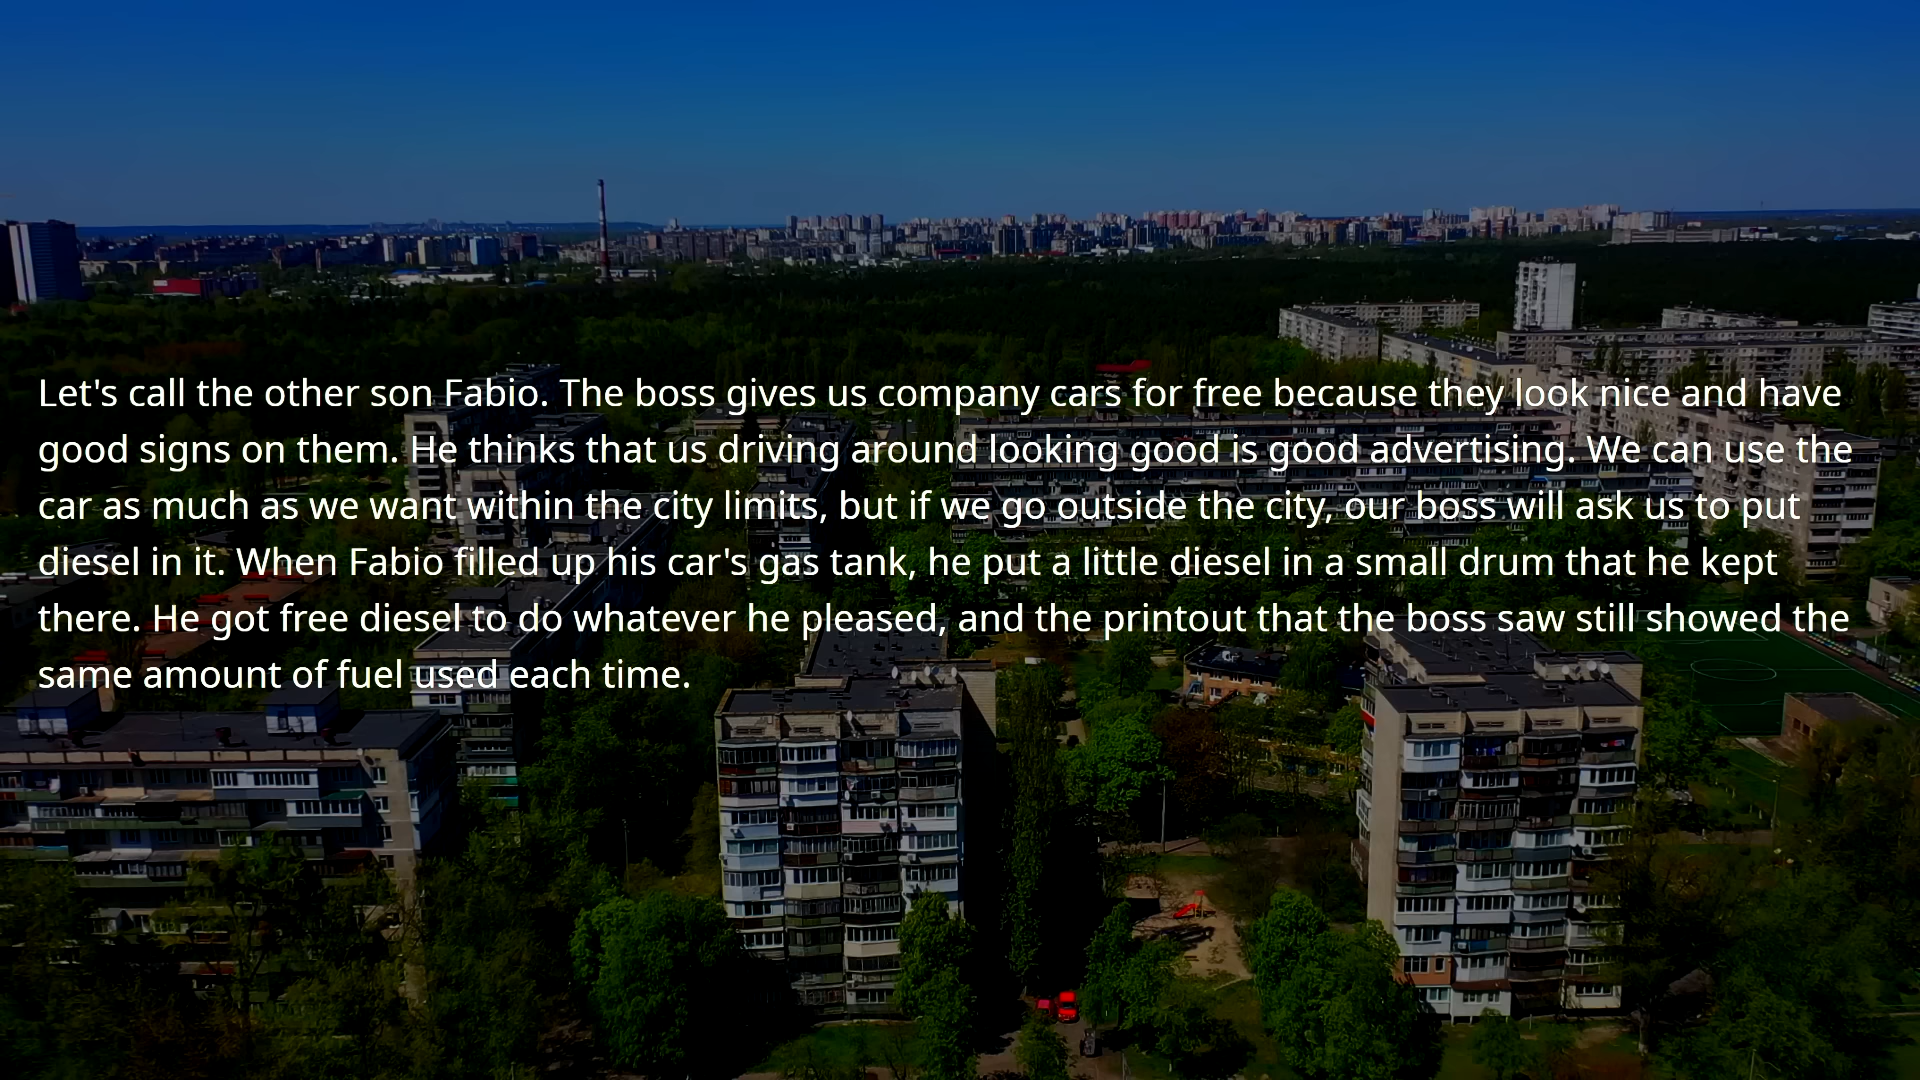 Let's call the other son Fabio. The boss gives us company cars for free because they look nice and have
good signs on them. He thinks that us driving around looking good is good advertising. We can use the
car as much as we want within the city limits, but if we go outside the city, our boss will ask us to put
diesel in it. When Fabio filled up his car's gas tank, he put a little diesel in a small drum that he kept
there. He got free diesel to do whatever he pleased, and the printout that the boss saw still showed the
same amount of fuel used each time.